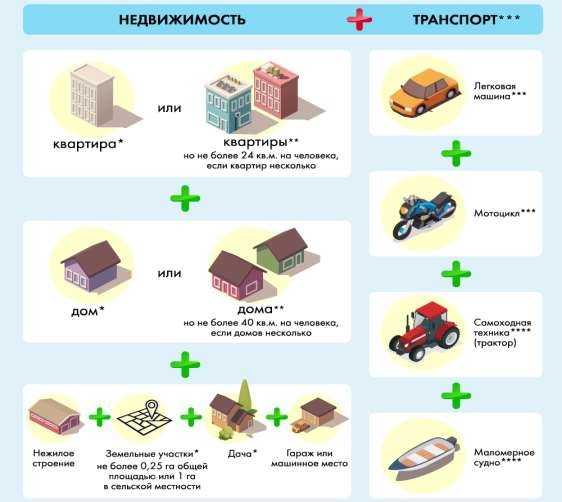 НЕДВИЖИМОСТЬ + ТРАНСПОРТ***
квартира*
или
квартиры**
но не более 24 кв.м. на человека,
если квартир несколько
+
дом*
или
дома**
но не более 40 кв.м. на человека,
если домов несколько
+
Нежилое
строение
+
Земельные участки*
не более 0,25 га общей
площадью или 1 га
в сельской местности
+
Дача*
+
Гараж или
машинное место
Легковая
машина***
+
Мотоцикл***
+
Самоходная
техника****
(трактор)
+
Маломерное
судно****